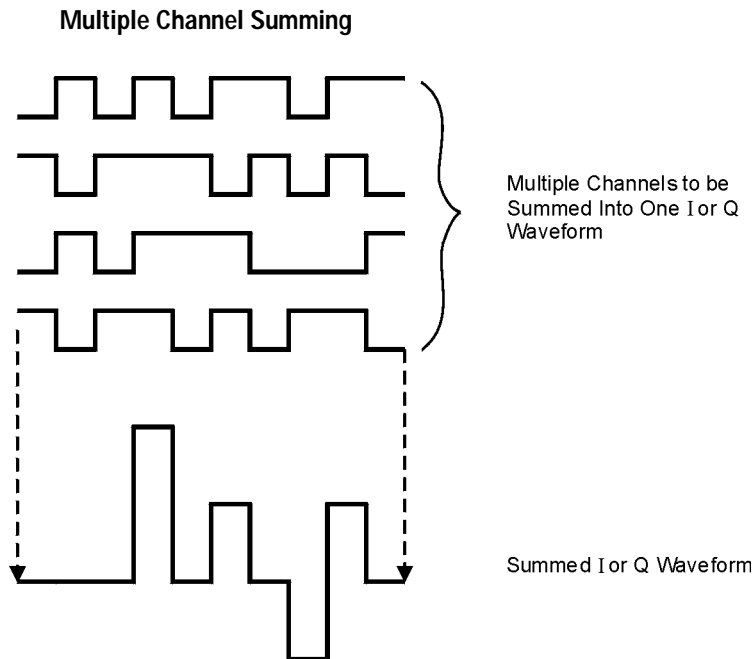 Multiple Channel Summing
Multiple Channels to be
Summed Into One I or Q
Waveform
Summed I or Q Waveform